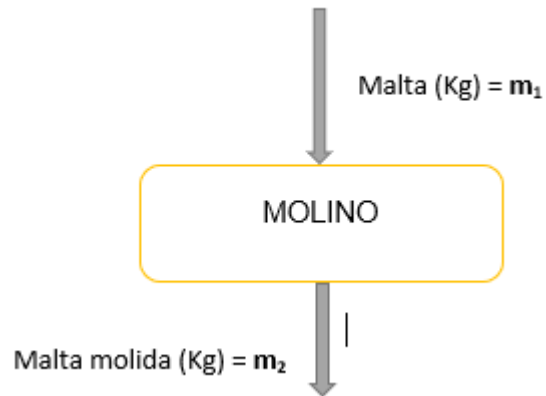 Malta (Kg) = m₁
MOLINO
Malta molida (Kg) = m₂